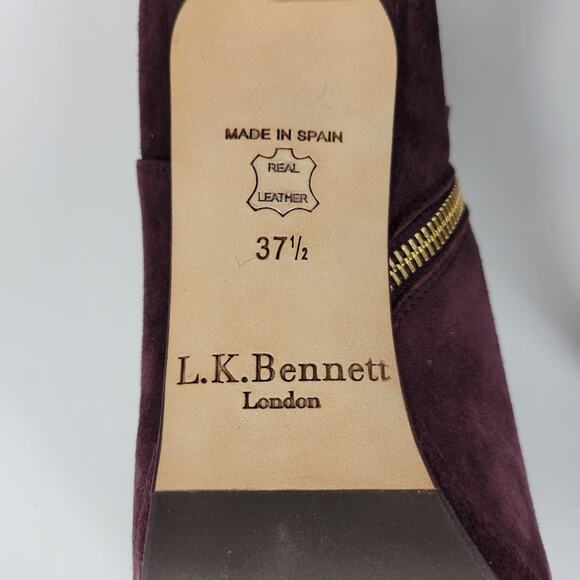 MADE IN SPAIN
REAL
LEATHER
37½
L.K.Bennett
London